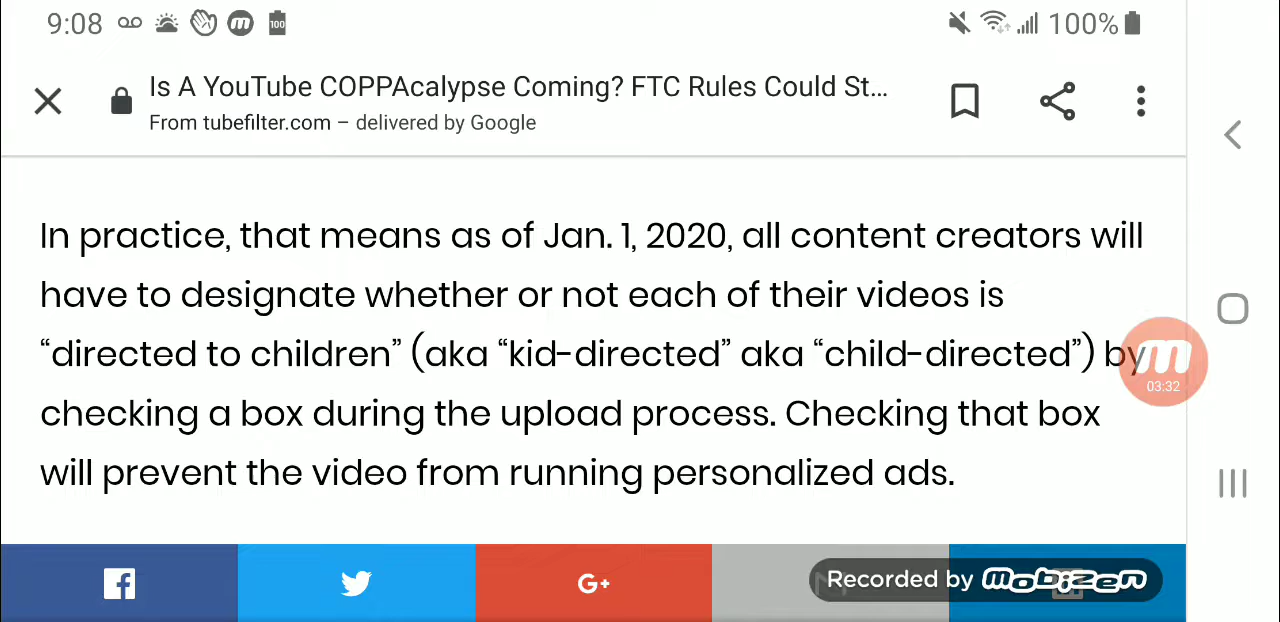 9:08 100 100%
Is A YouTube COPPAcalypse Coming? FTC Rules Could St...
From tubefilter.com – delivered by Google
In practice, that means as of Jan. 1, 2020, all content creators will
have to designate whether or not each of their videos is
“directed to children” (aka “kid-directed” aka “child-directed”) by
03:32
checking a box during the upload process. Checking that box
will prevent the video from running personalized ads.
G+
Recorded by mobizen